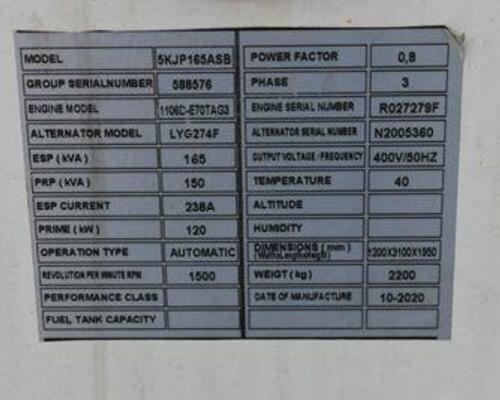 MODEL 5KJP165ASB
GROUP SERIALNUMBER 588576
ENGINE MODEL 1106D-E70TAG3
ALTERNATOR MODEL LYG274F
ESP ( kVA ) 165
PRP ( kVA ) 150
ESP CURRENT 238A
PRIME ( kW ) 120
OPERATION TYPE AUTOMATIC
REVOLUTION PER MINUTE RPM 1500
PERFORMANCE CLASS
FUEL TANK CAPACITY
POWER FACTOR 0,8
PHASE 3
ENGINE SERIAL NUMBER R027279F
ALTERNATOR SERIAL NUMBER N2005360
OUTPUT VOLTAGE / FREQUENCY 400V/50HZ
TEMPERATURE 40
ALTITUDE
HUMIDITY
DIMENSIONS ( mm ) 1200X3100X1950
(WidthxLengthxHeight)
WEIGT ( kg ) 2200
DATE OF MANUFACTURE 10-2020